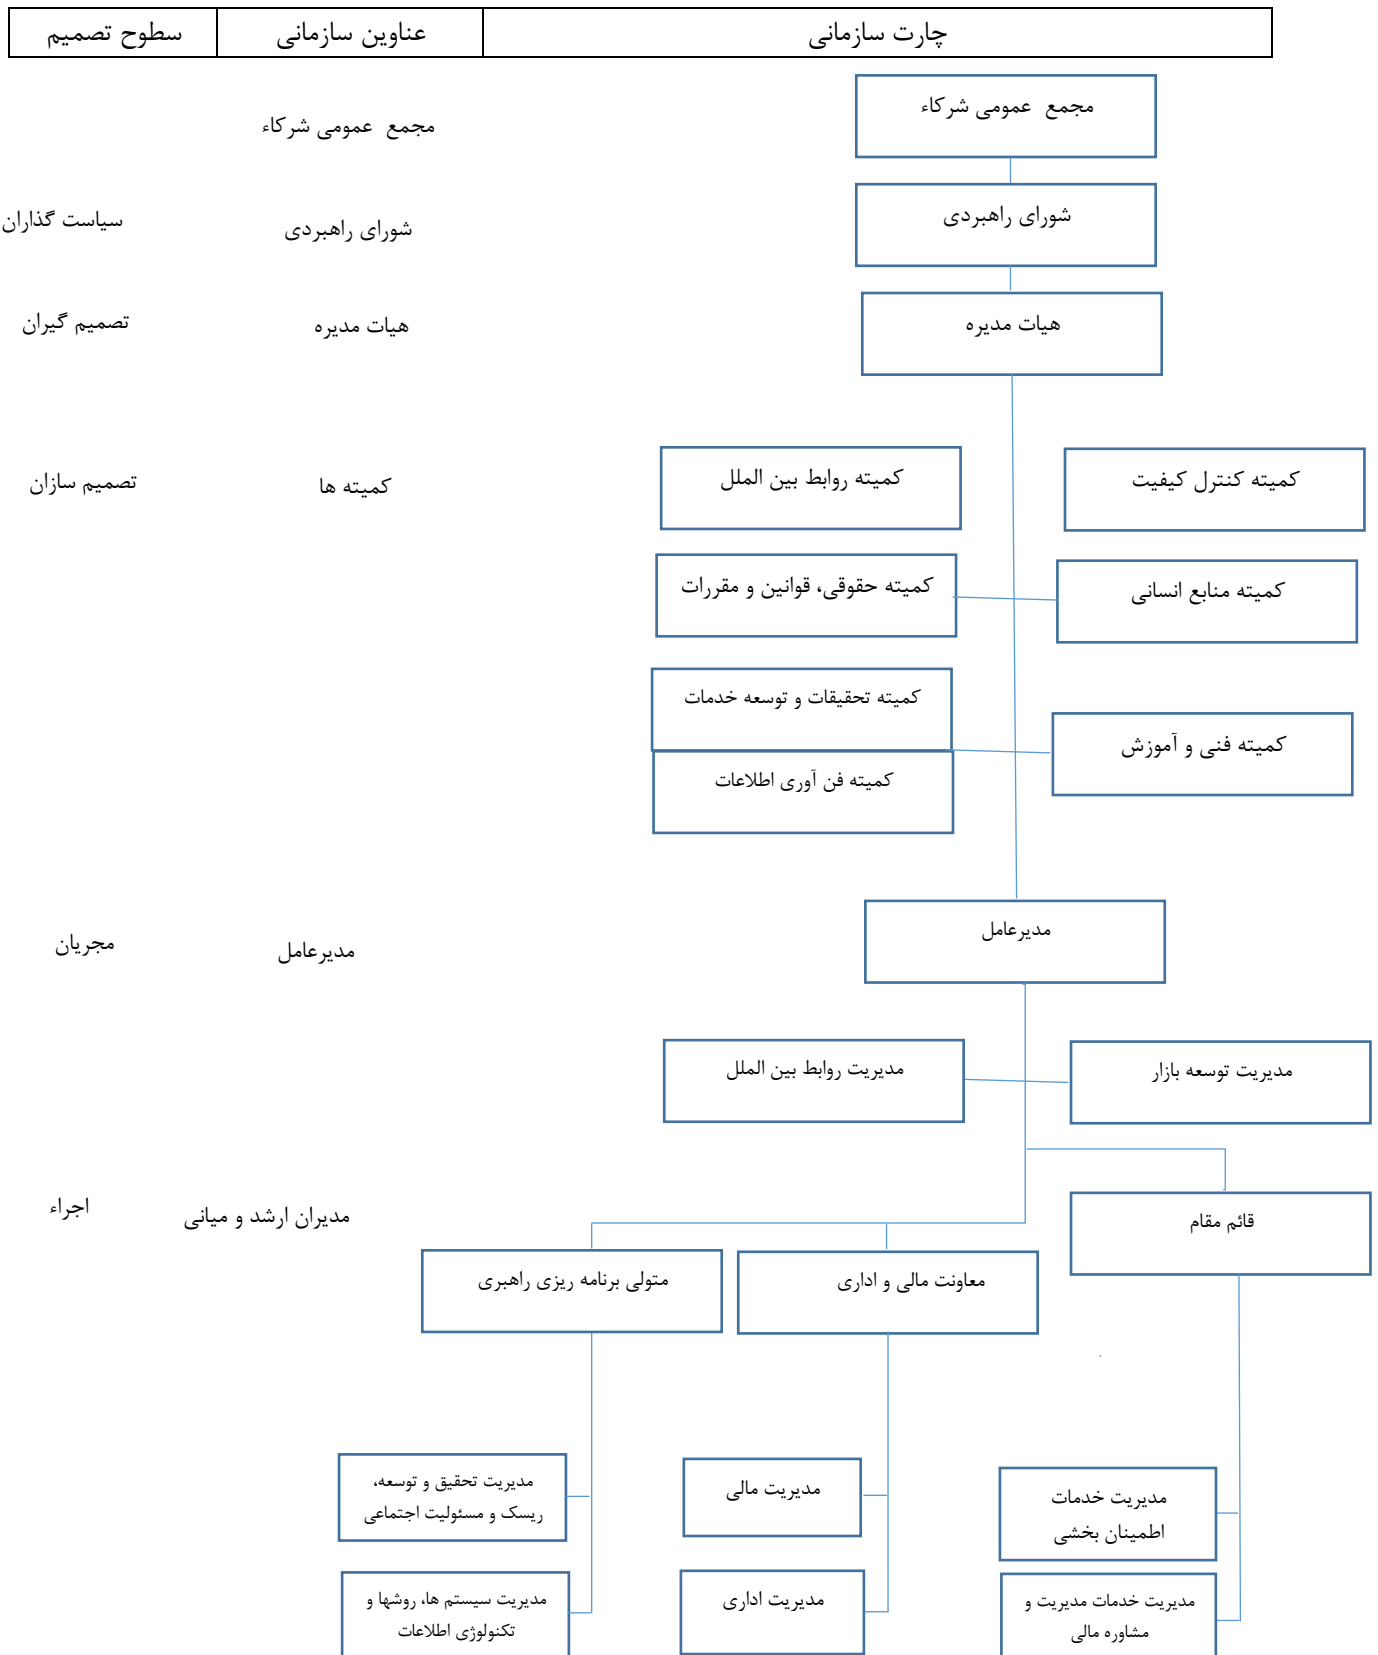 چارت سازمانی
عناوین سازمانی
سطوح تصمیم
مجمع عمومی شرکاء
مجمع عمومی شرکاء
شورای راهبردی
شورای راهبردی
سیاست گذاران
هیات مدیره
هیات مدیره
تصمیم گیران
کمیته کنترل کیفیت
کمیته روابط بین الملل
کمیته ها
تصمیم سازان
کمیته منابع انسانی
کمیته حقوقی، قوانین و مقررات
کمیته تحقیقات و توسعه خدمات
کمیته فنی و آموزش
کمیته فن آوری اطلاعات
مدیرعامل
مدیرعامل
مجریان
مدیریت توسعه بازار
مدیریت روابط بین الملل
قائم مقام
مدیران ارشد و میانی
اجراء
معاونت مالی و اداری
متولی برنامه ریزی راهبری
مدیریت خدمات
اطمینان بخشی
مدیریت مالی
مدیریت تحقیق و توسعه،
ریسک و مسئولیت اجتماعی
مدیریت خدمات مدیریت و
مشاوره مالی
مدیریت اداری
مدیریت سیستم ها، روشها و
تکنولوژی اطلاعات